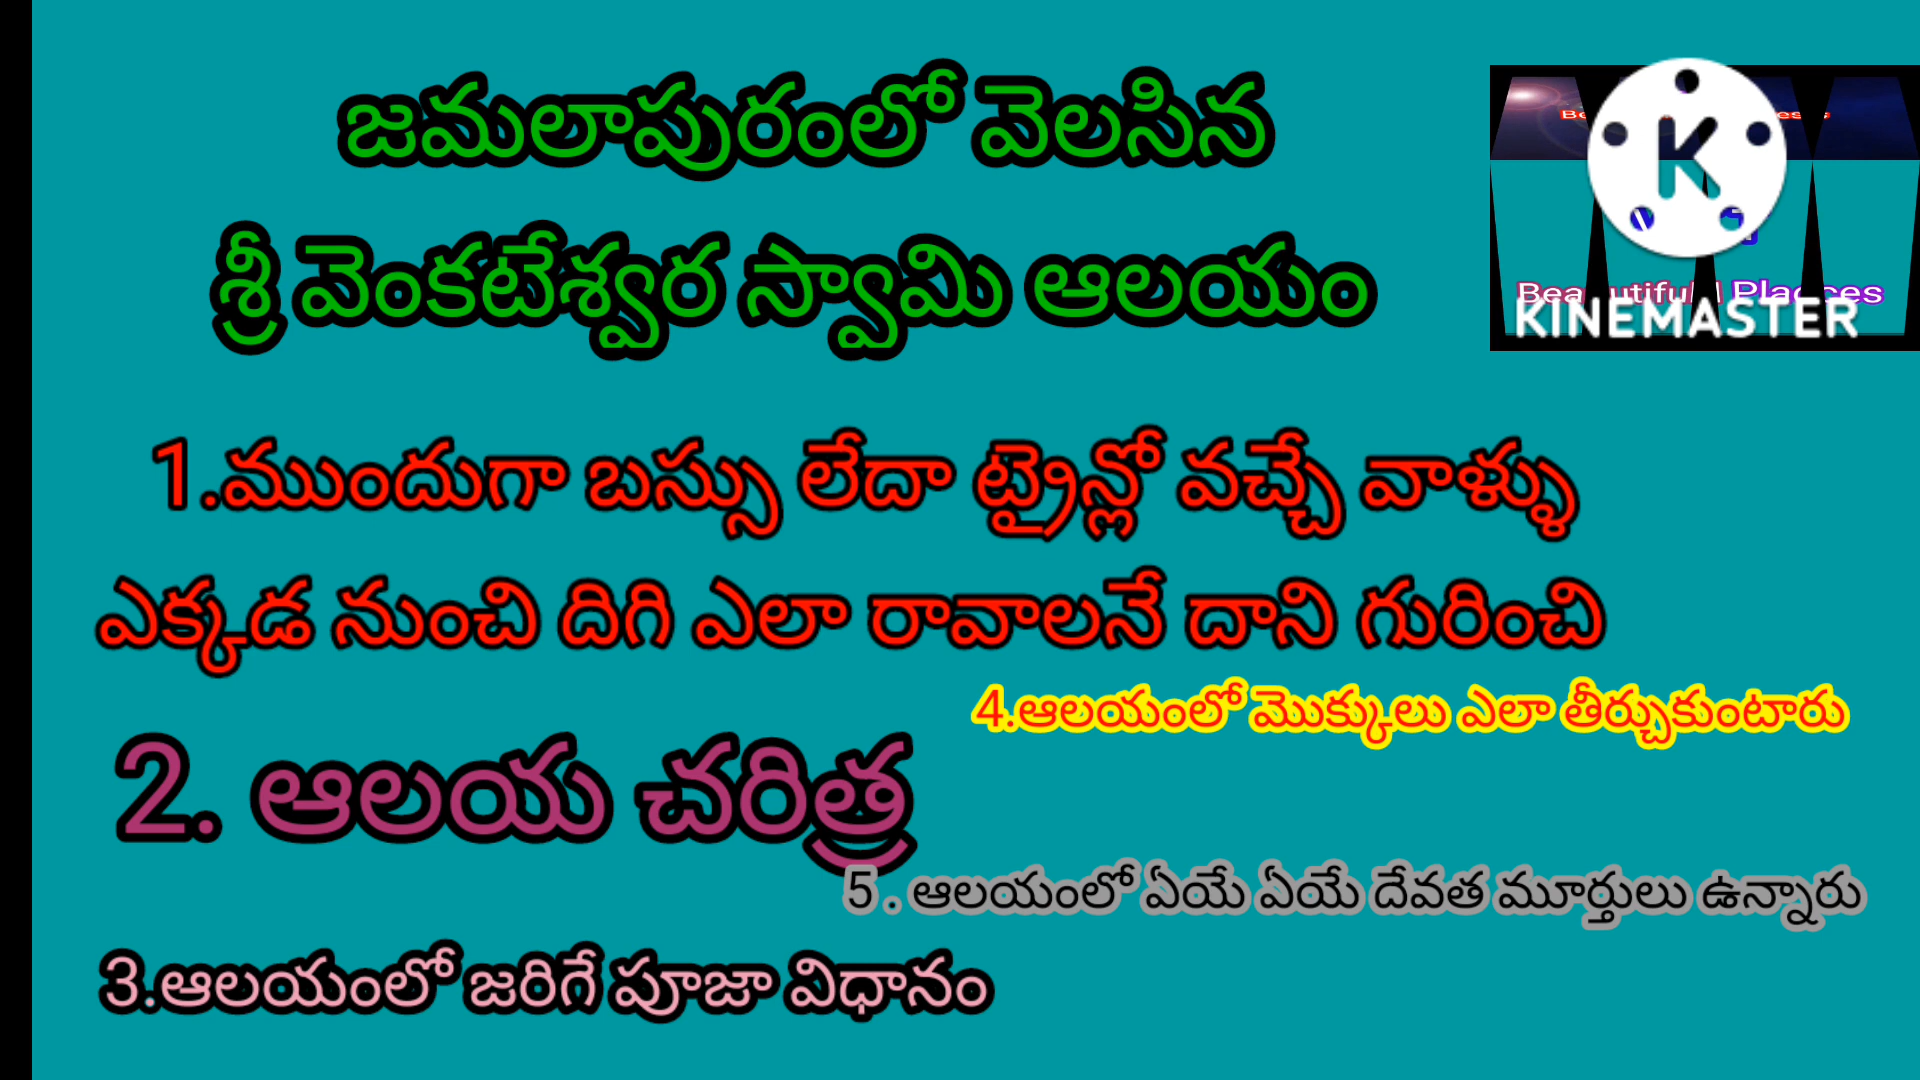 జమలాపురంలో వెలసిన
శ్రీ వెంకటేశ్వర స్వామి ఆలయం
1.ముందుగా బస్సు లేదా ట్రైన్లో వచ్చే వాళ్ళు
ఎక్కడ నుంచి దిగి ఎలా రావాలనే దాని గురించి
2. ఆలయ చరిత్ర
3.ఆలయంలో జరిగే పూజా విధానం
4.ఆలయంలో మొక్కులు ఎలా తీర్చుకుంటారు
5 . ఆలయంలో ఏయే ఏయే దేవత మూర్తులు ఉన్నారు
K
KINEMASTER